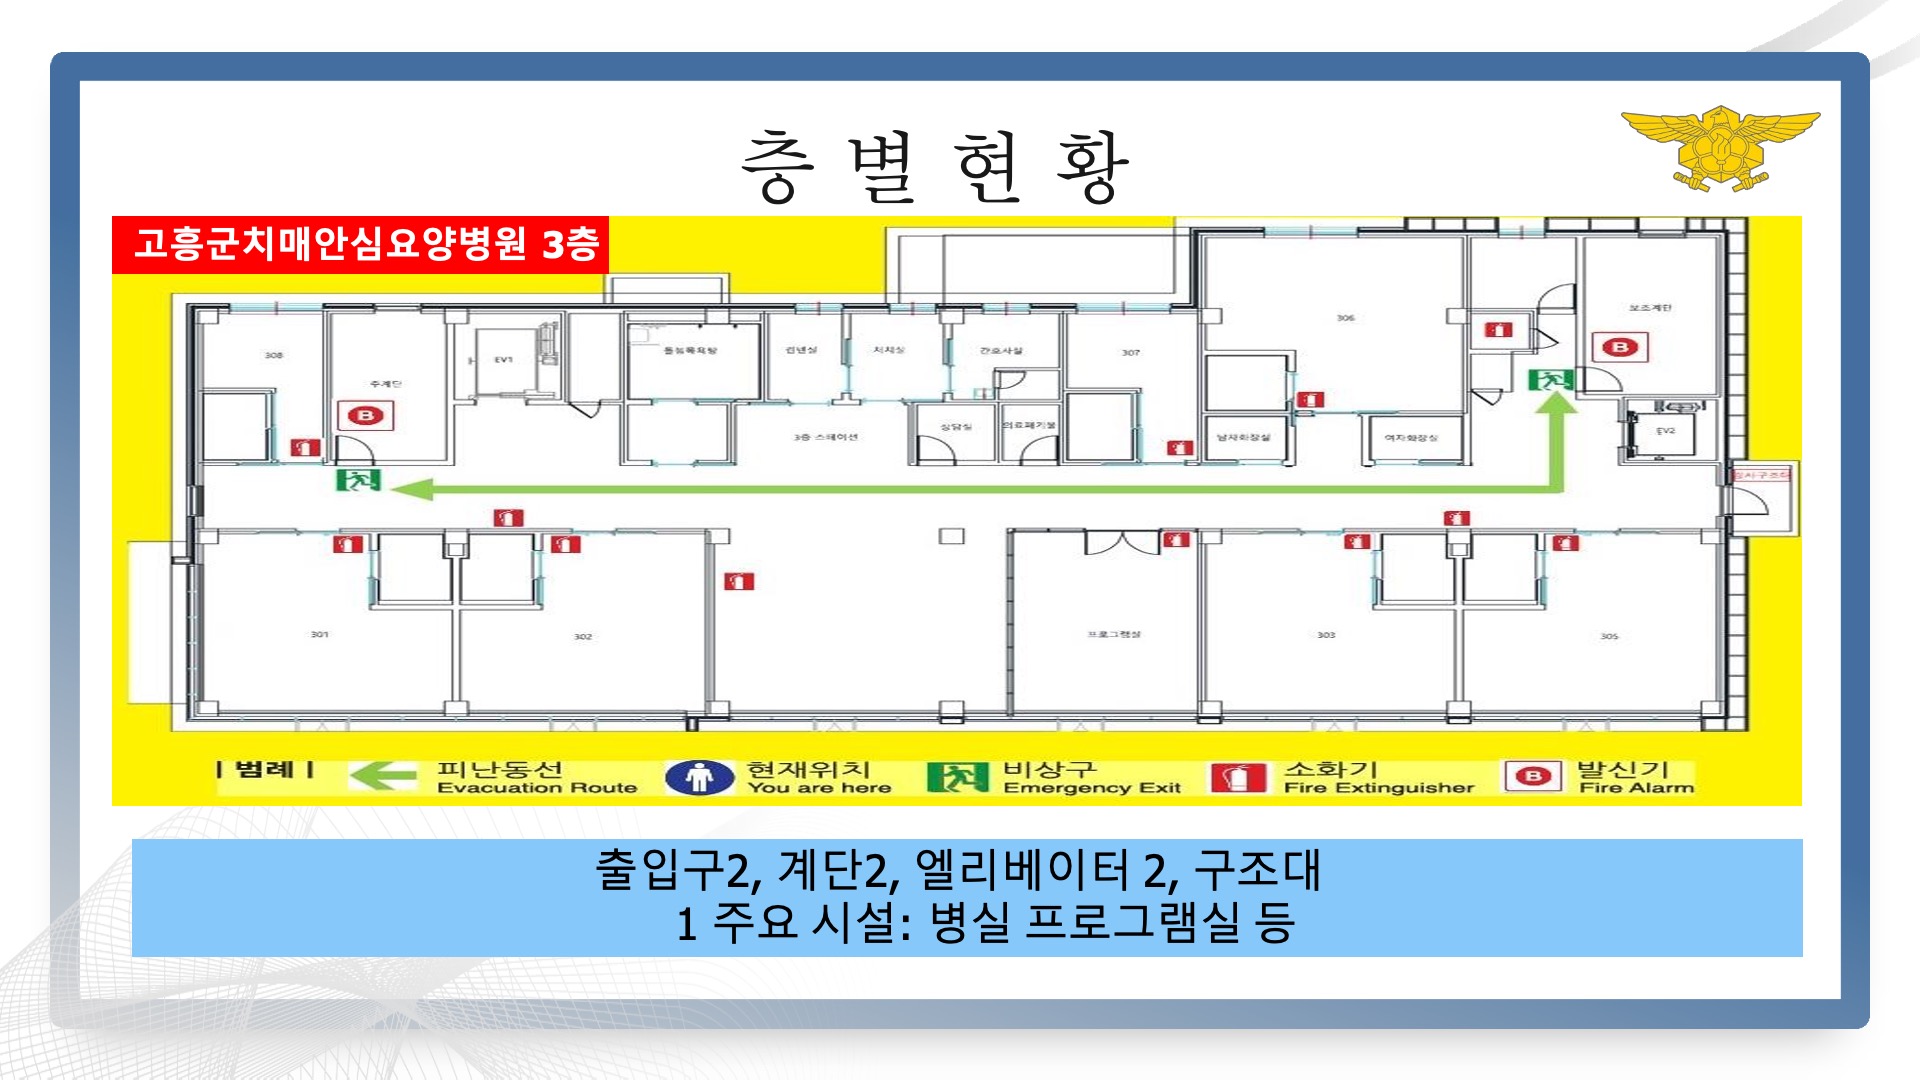 층 별 현 황
고흥군치매안심요양병원 3층
306
보조계단
308
EV1
돌침목욕탕
린넨실
처치실
간호사실
307
주계단
B
B
3층 스테이션
상담실
의료폐기물
남자화장실
여자화장실
EV2
301
302
프로그램실
303
305
| 범례 |
피난동선
Evacuation Route
현재위치
You are here
비상구
Emergency Exit
소화기
Fire Extinguisher
B
발신기
Fire Alarm
출입구2, 계단2, 엘리베이터 2, 구조대
1 주요 시설: 병실 프로그램실 등